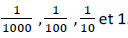 1/1000 , 1/100 , 1/10 et 1.